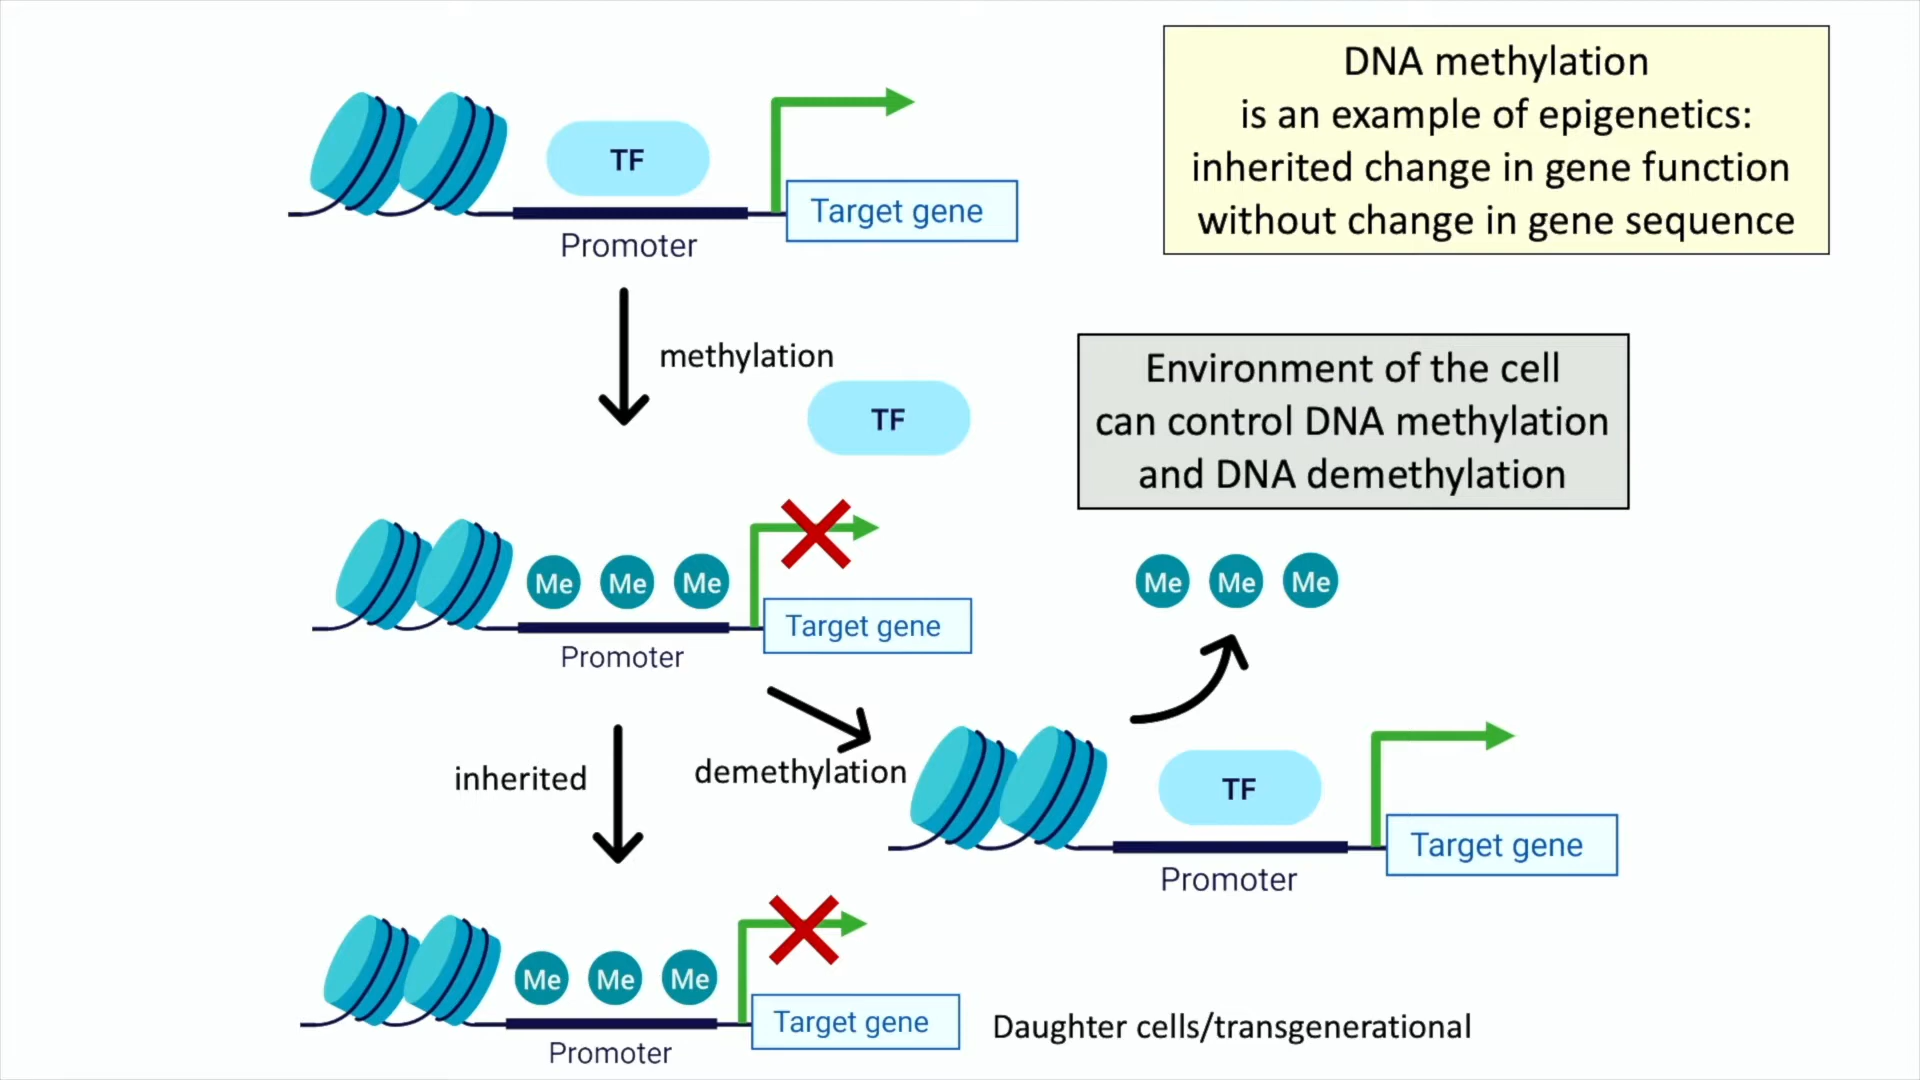 DNA methylation
is an example of epigenetics:
inherited change in gene function
without change in gene sequence
TF
Target gene
Promoter
methylation
TF
Environment of the cell
can control DNA methylation
and DNA demethylation
Me Me Me
Target gene
Promoter
Me Me Me
inherited
demethylation
TF
Target gene
Promoter
Me Me Me
Target gene
Promoter
Daughter cells/transgenerational